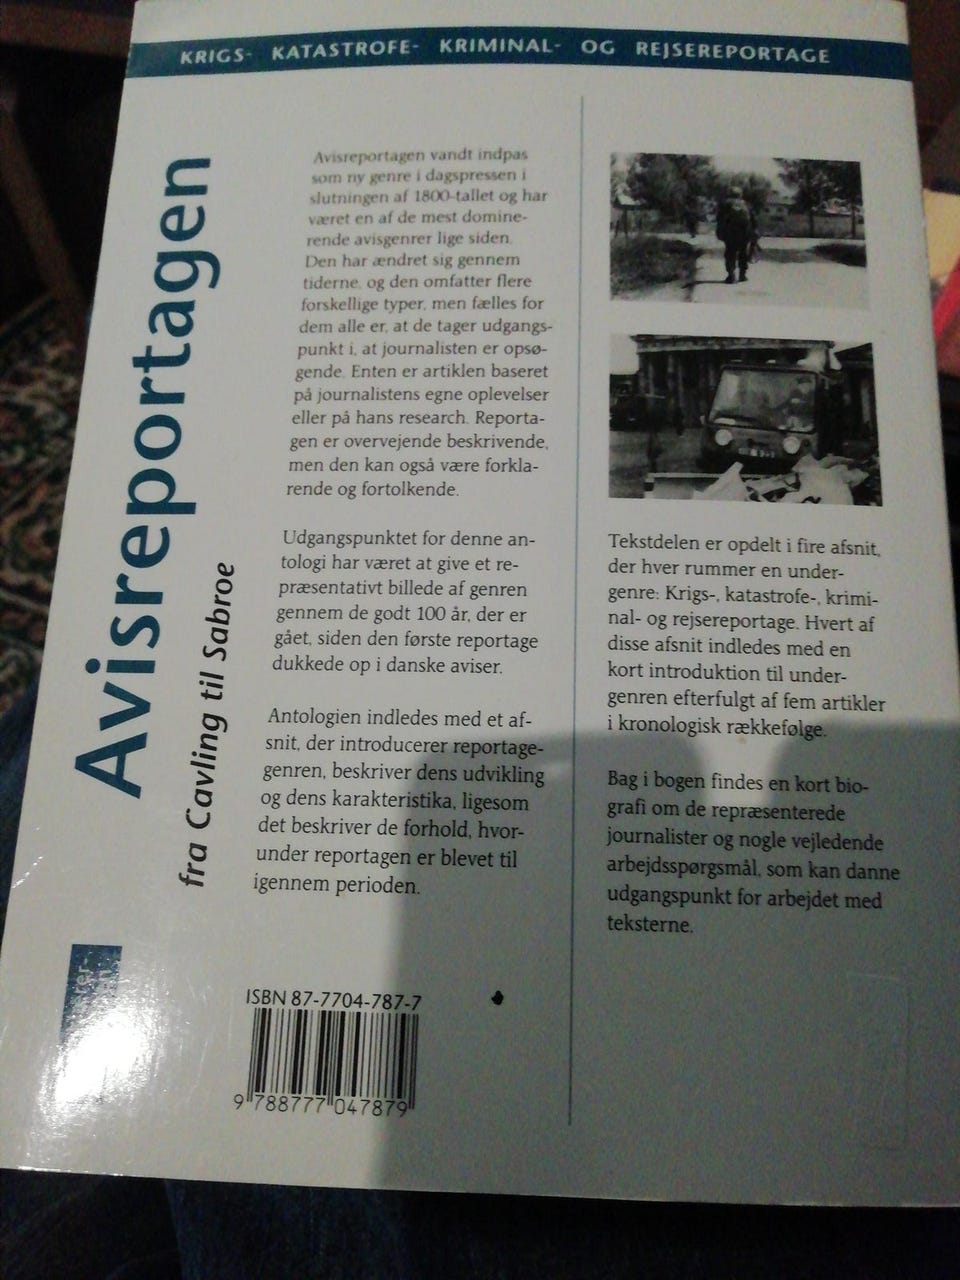 KRIGS- KATASTROFE- KRIMINAL- OG REJSEREPORTAGE
Avisreportagen
fra Cavling til Sabroe
Avisreportagen vandt indpas
som ny genre i dagspressen i
slutningen af 1800-tallet og har
været en af de mest domine-
rende avisgenrer lige siden.
Den har ændret sig gennem
tiderne, og den omfatter flere
forskellige typer, men fælles for
dem alle er, at de tager udgangs-
punkt i, at journalisten er opsø-
gende. Enten er artiklen baseret
på journalistens egne oplevelser
eller på hans research. Reporta-
gen er overvejende beskrivende,
men den kan også være forkla-
rende og fortolkende.
Udgangspunktet for denne an-
tologi har været at give et re-
præsentativt billede af genren
gennem de godt 100 år, der er
gået, siden den første reportage
dukkede op i danske aviser.
Antologien indledes med et af-
snit, der introducerer reportage-
genren, beskriver dens udvikling
og dens karakteristika, ligesom
det beskriver de forhold, hvor-
under reportagen er blevet til
igennem perioden.
Tekstdelen er opdelt i fire afsnit,
der hver rummer en under-
genre: Krigs-, katastrofe-, krimi-
nal- og rejsereportage. Hvert af
disse afsnit indledes med en
kort introduktion til under-
genren efterfulgt af fem artikler
i kronologisk rækkefølge.
Bag i bogen findes en kort bio-
grafi om de repræsenterede
journalister og nogle vejledende
arbejdsspørgsmål, som kan danne
udgangspunkt for arbejdet med
teksterne.
ISBN 87-7704-787-7
9 788777 047879